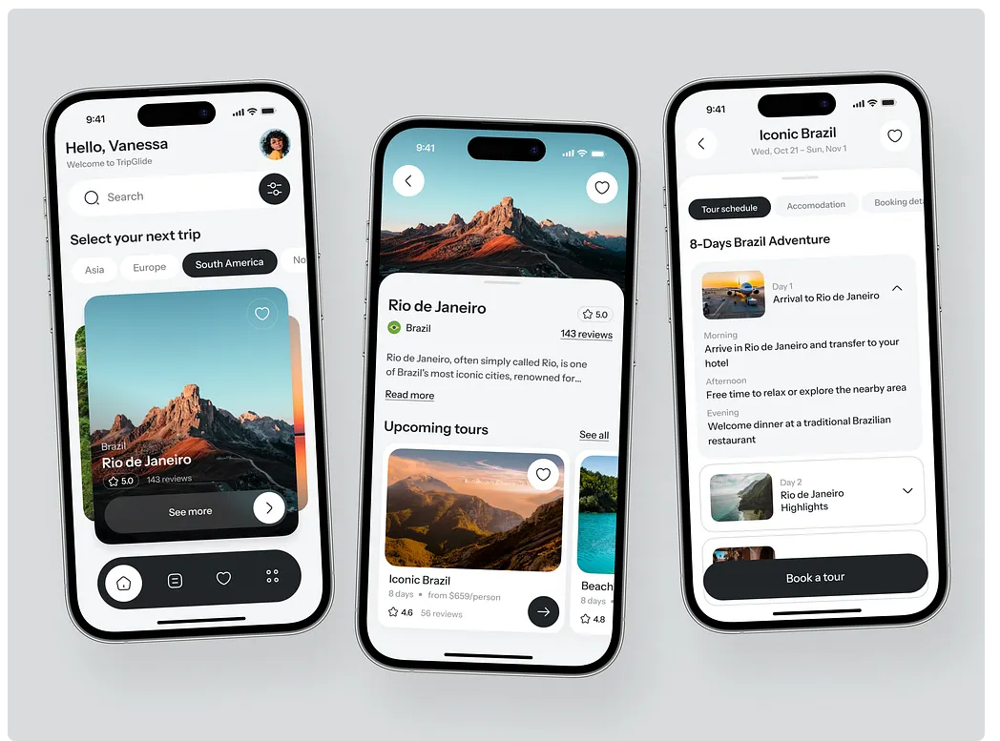 9:41
Hello, Vanessa
Welcome to TripGlide
Search
Select your next trip
Asia
Europe
South America
No
Brazil
Rio de Janeiro
5.0
143 reviews
See more
9:41
Rio de Janeiro
5.0
Brazil
143 reviews
Rio de Janeiro, often simply called Rio, is one
of Brazil's most iconic cities, renowned for...
Read more
Upcoming tours
See all
Iconic Brazil
8 days • from $659/person
4.6
56 reviews
Beach
8 days •
4.8
9:41
Iconic Brazil
Wed, Oct 21 – Sun, Nov 1
Tour schedule
Accomodation
Booking det
8-Days Brazil Adventure
Day 1
Arrival to Rio de Janeiro
Morning
Arrive in Rio de Janeiro and transfer to your
hotel
Afternoon
Free time to relax or explore the nearby area
Evening
Welcome dinner at a traditional Brazilian
restaurant
Day 2
Rio de Janeiro
Highlights
Book a tour